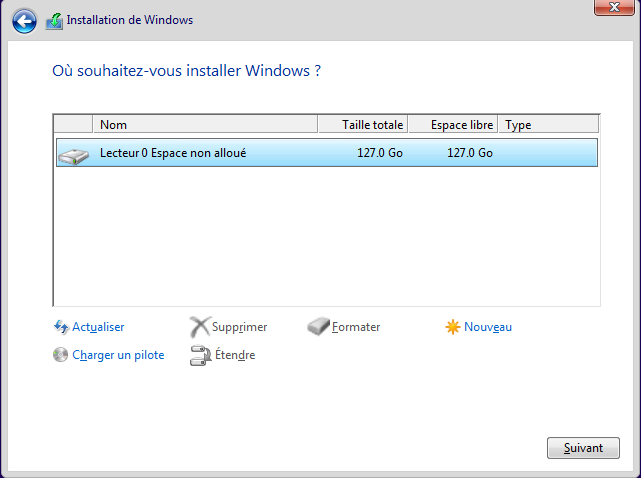 Installation de Windows
Où souhaitez-vous installer Windows ?
Nom Taille totale Espace libre Type
Lecteur 0 Espace non alloué 127.0 Go 127.0 Go
Actualiser Supprimer Formater Nouveau
Charger un pilote Étendre
Suivant